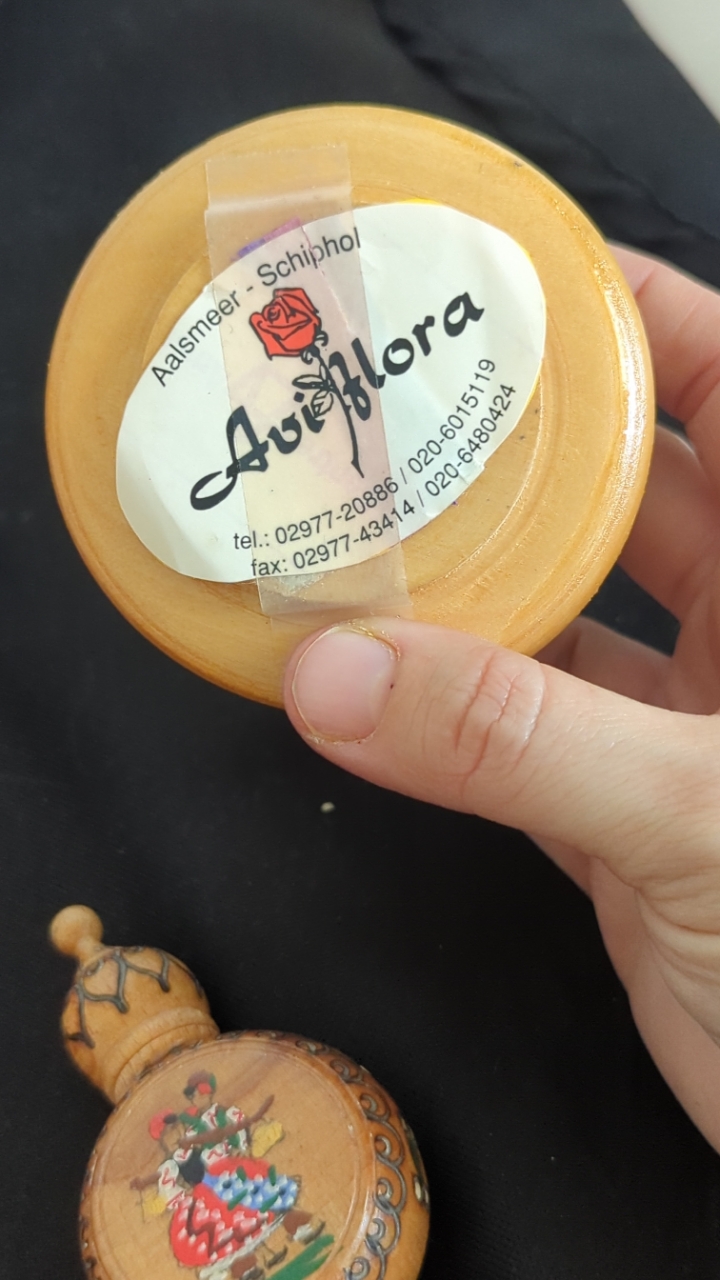 Aalsmeer - Schiphol
Aviflora
tel.: 02977-20886 / 020-6015119
fax: 02977-43414 / 020-6480424